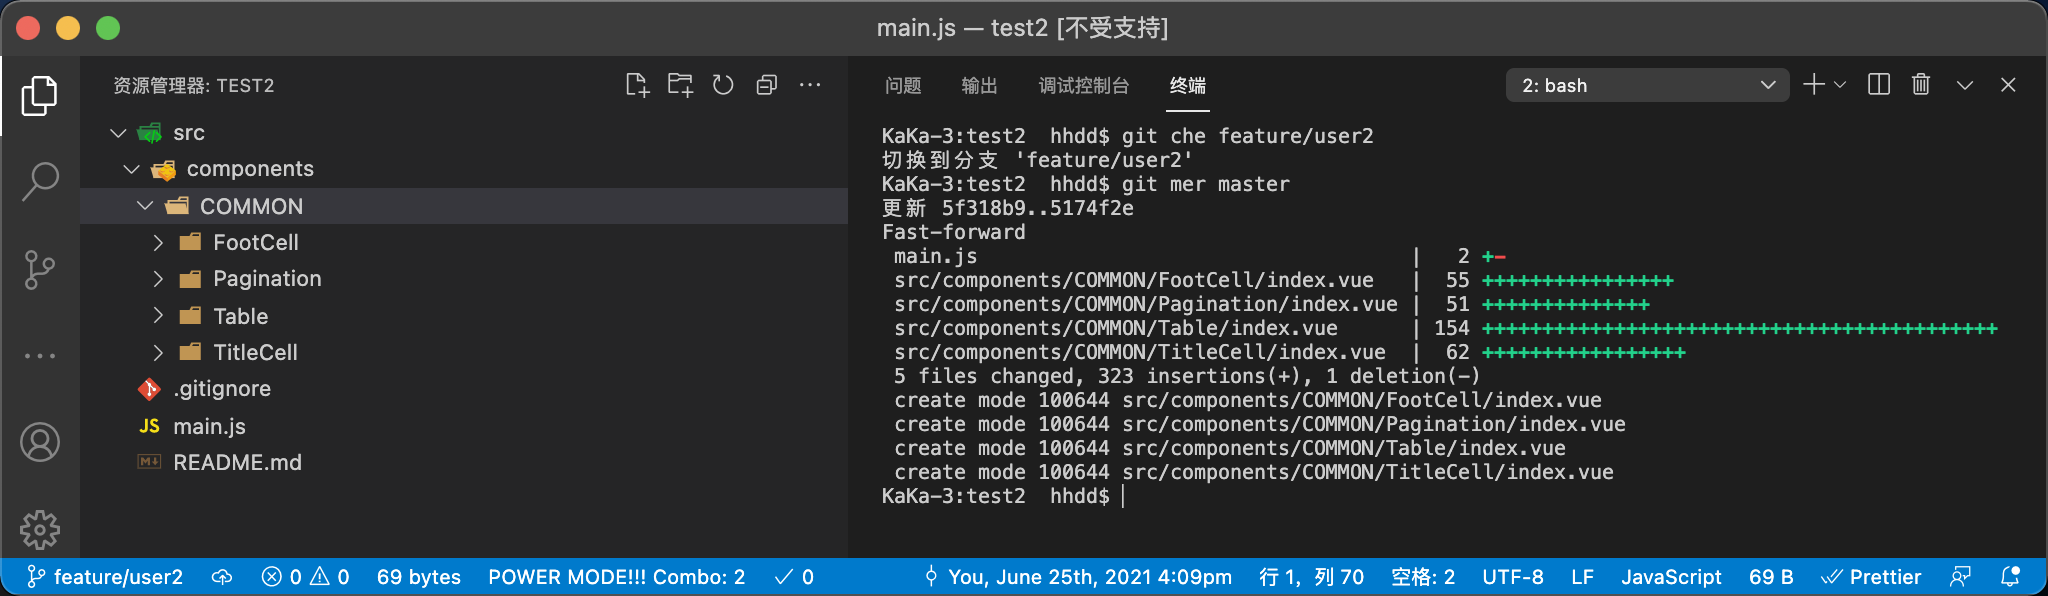 main.js — test2 [不受支持]
资源管理器: TEST2
src
components
COMMON
FootCell
Pagination
Table
TitleCell
.gitignore
JS main.js
M↓ README.md
问题 输出 调试控制台 终端 2: bash
KaKa-3:test2  hhdd$ git che feature/user2
切换到分支 'feature/user2'
KaKa-3:test2  hhdd$ git mer master
更新 5f318b9..5174f2e
Fast-forward
 main.js                                    |   2 +-
 src/components/COMMON/FootCell/index.vue   |  55 ++++++++++++++++
 src/components/COMMON/Pagination/index.vue |  51 ++++++++++++++
 src/components/COMMON/Table/index.vue      | 154 +++++++++++++++++++++++++++++++++++++++++++
 src/components/COMMON/TitleCell/index.vue  |  62 +++++++++++++++++
 5 files changed, 323 insertions(+), 1 deletion(-)
 create mode 100644 src/components/COMMON/FootCell/index.vue
 create mode 100644 src/components/COMMON/Pagination/index.vue
 create mode 100644 src/components/COMMON/Table/index.vue
 create mode 100644 src/components/COMMON/TitleCell/index.vue
KaKa-3:test2  hhdd$
feature/user2 0 0 69 bytes POWER MODE!!! Combo: 2 0 You, June 25th, 2021 4:09pm 行 1, 列 70 空格: 2 UTF-8 LF JavaScript 69 B Prettier